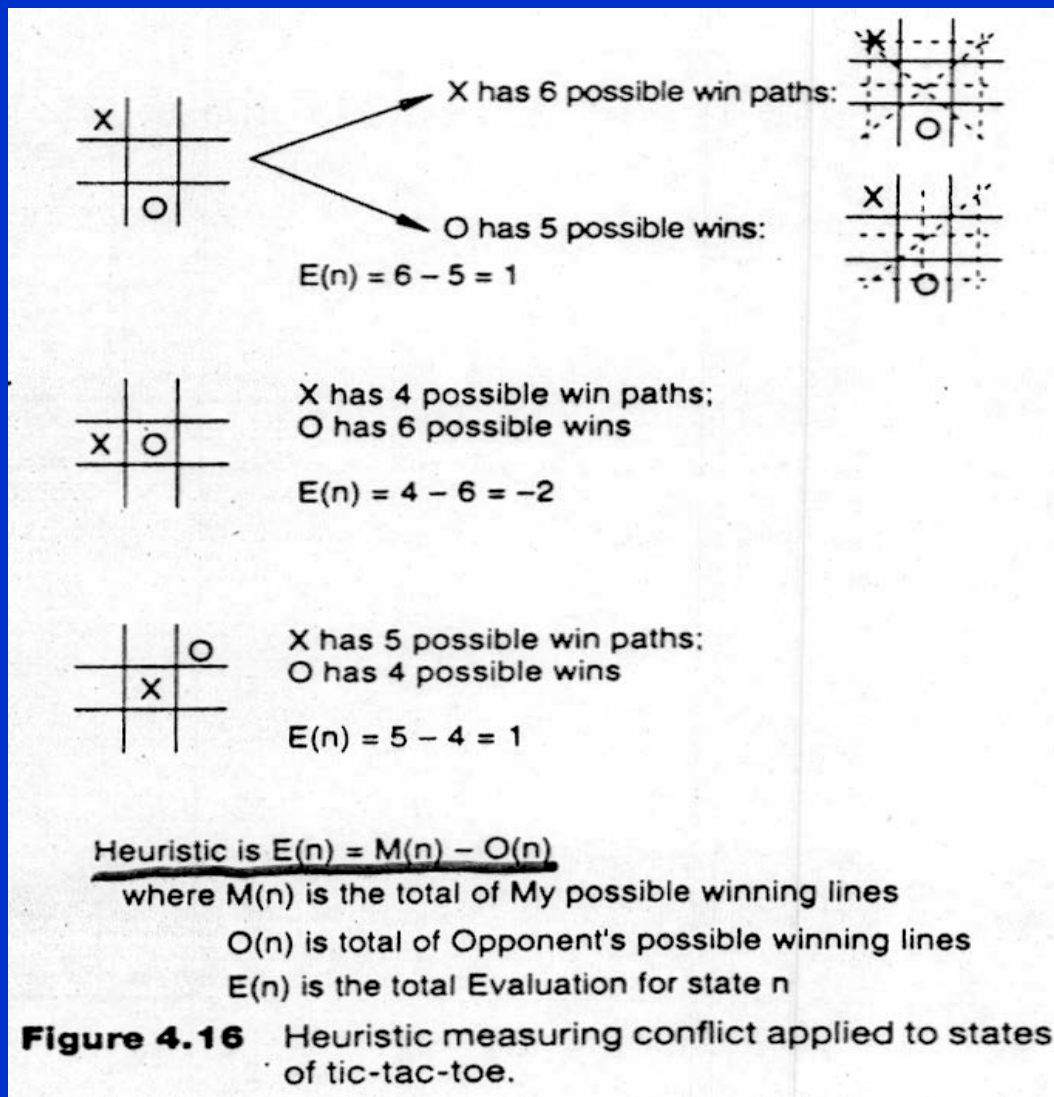 X has 6 possible win paths:
X
O
X
O
O has 5 possible wins:
E(n) = 6 – 5 = 1
X
O
X has 4 possible win paths;
O has 6 possible wins
X O
E(n) = 4 – 6 = –2
X has 5 possible win paths;
O has 4 possible wins
O
X
E(n) = 5 – 4 = 1
Heuristic is E(n) = M(n) – O(n)
where M(n) is the total of My possible winning lines
O(n) is total of Opponent's possible winning lines
E(n) is the total Evaluation for state n
Figure 4.16 Heuristic measuring conflict applied to states
of tic-tac-toe.